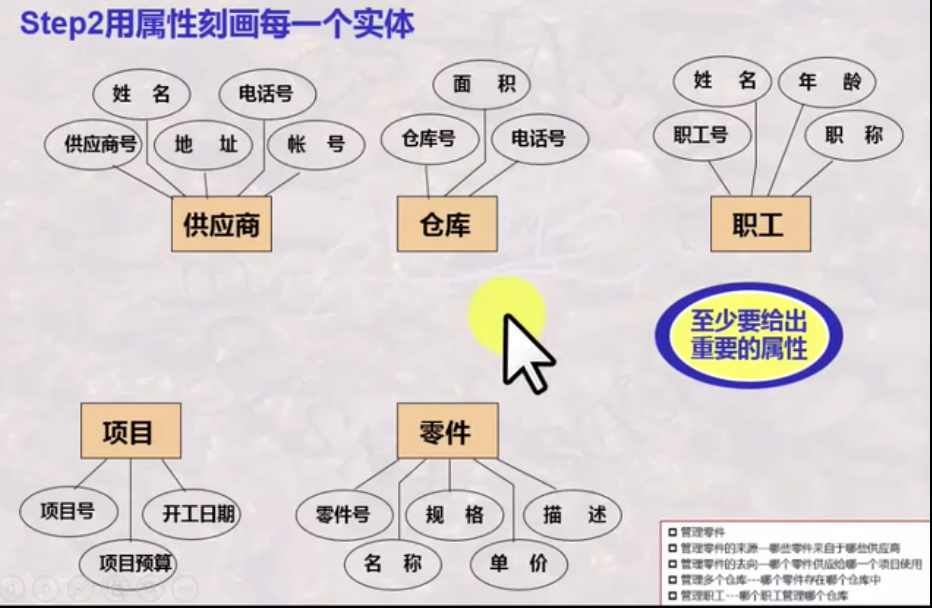 Step2用属性刻画每一个实体
姓 名
电话号
供应商号
地 址
帐 号
供应商
面 积
仓库号
电话号
仓库
姓 名
年 龄
职工号
职 称
职工
至少要给出
重要的属性
项目
项目号
开工日期
项目预算
零件
零件号
规 格
描 述
名 称
单 价
管理零件
管理零件的来源---哪些零件来自于哪些供应商
管理零件的去向---哪个零件供应给哪一个项目使用
管理多个仓库---哪个零件存在哪个仓库中
管理职工---哪个职工管理哪个仓库